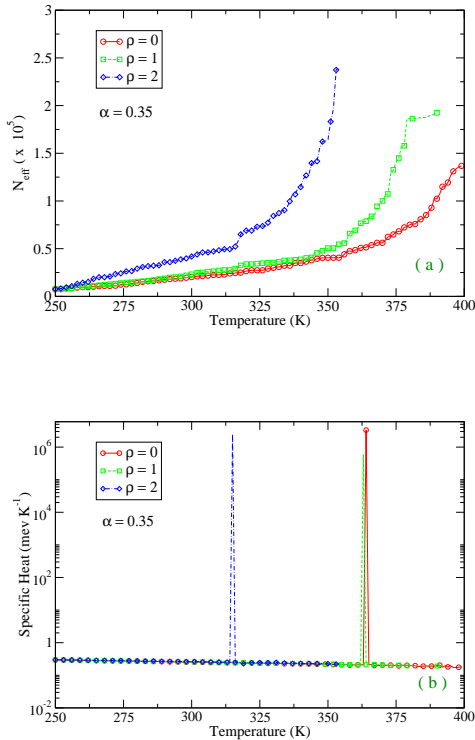 3
ρ = 0
2.5
ρ = 1
ρ = 2
2
α = 0.35
1.5
1
0.5
( a )
0
250 275 300 325 350 375 400
Temperature (K)
N_eff ( x 10^5)
10^6
ρ = 0
ρ = 1
ρ = 2
10^4
α = 0.35
10^2
1
( b )
10^-2
250 275 300 325 350 375 400
Temperature (K)
Specific Heat (mev K^-1)